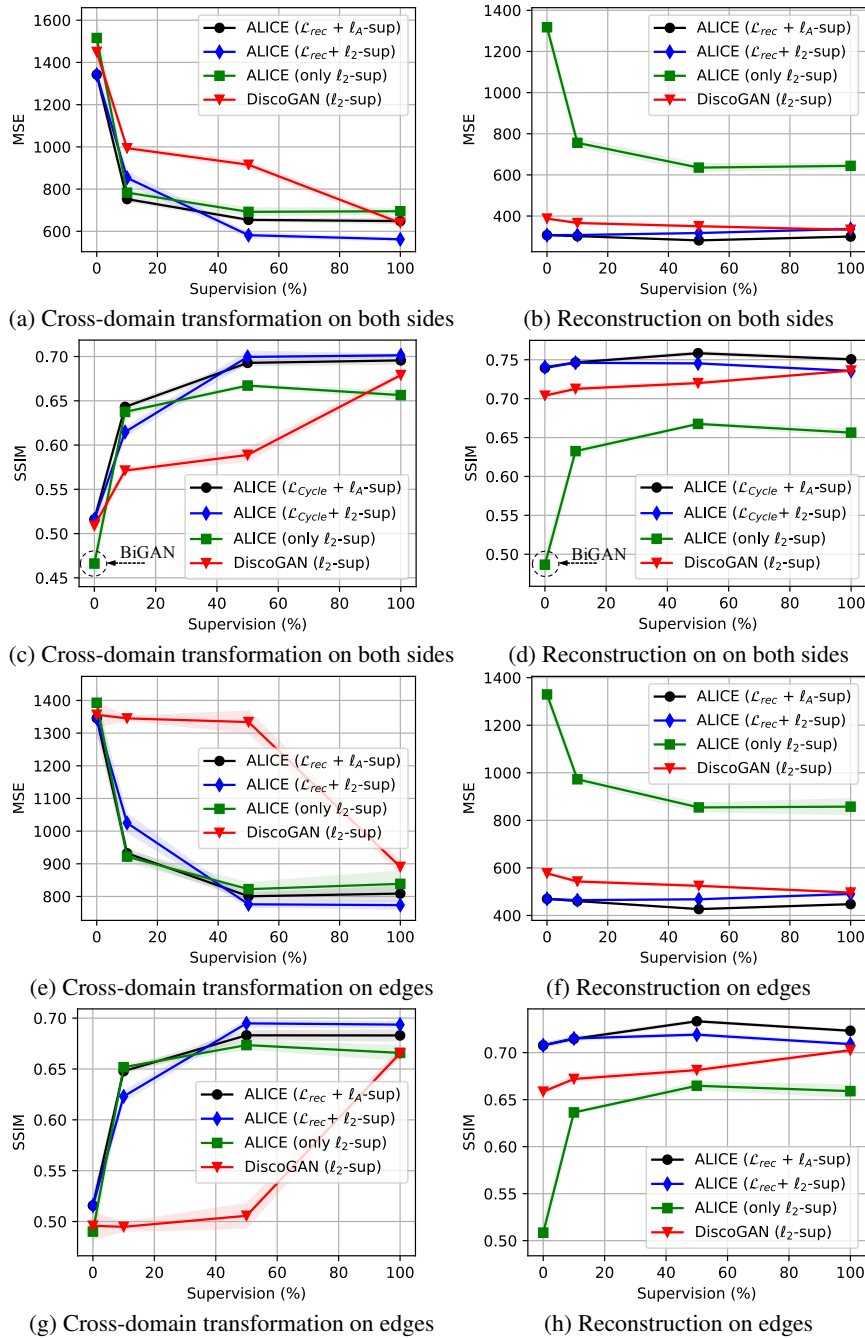 ALICE (ℒrec + ℓA-sup)
ALICE (ℒrec+ ℓ2-sup)
ALICE (only ℓ2-sup)
DiscoGAN (ℓ2-sup)
1600
1400
1200
1000
800
600
MSE
0 20 40 60 80 100
Supervision (%)
(a) Cross-domain transformation on both sides
ALICE (ℒrec + ℓA-sup)
ALICE (ℒrec+ ℓ2-sup)
ALICE (only ℓ2-sup)
DiscoGAN (ℓ2-sup)
1400
1200
1000
800
600
400
MSE
0 20 40 60 80 100
Supervision (%)
(b) Reconstruction on both sides
0.70
0.65
0.60
0.55
0.50
0.45
SSIM
ALICE (ℒCycle + ℓA-sup)
ALICE (ℒCycle+ ℓ2-sup)
ALICE (only ℓ2-sup)
DiscoGAN (ℓ2-sup)
BiGAN
0 20 40 60 80 100
Supervision (%)
(c) Cross-domain transformation on both sides
0.75
0.70
0.65
0.60
0.55
0.50
SSIM
ALICE (ℒCycle + ℓA-sup)
ALICE (ℒCycle+ ℓ2-sup)
ALICE (only ℓ2-sup)
DiscoGAN (ℓ2-sup)
BiGAN
0 20 40 60 80 100
Supervision (%)
(d) Reconstruction on on both sides
1400
1300
1200
1100
1000
900
800
MSE
ALICE (ℒrec + ℓA-sup)
ALICE (ℒrec+ ℓ2-sup)
ALICE (only ℓ2-sup)
DiscoGAN (ℓ2-sup)
0 20 40 60 80 100
Supervision (%)
(e) Cross-domain transformation on edges
1400
1200
1000
800
600
400
MSE
ALICE (ℒrec + ℓA-sup)
ALICE (ℒrec+ ℓ2-sup)
ALICE (only ℓ2-sup)
DiscoGAN (ℓ2-sup)
0 20 40 60 80 100
Supervision (%)
(f) Reconstruction on edges
0.70
0.65
0.60
0.55
0.50
SSIM
ALICE (ℒrec + ℓA-sup)
ALICE (ℒrec+ ℓ2-sup)
ALICE (only ℓ2-sup)
DiscoGAN (ℓ2-sup)
0 20 40 60 80 100
Supervision (%)
(g) Cross-domain transformation on edges
0.70
0.65
0.60
0.55
0.50
SSIM
ALICE (ℒrec + ℓA-sup)
ALICE (ℒrec+ ℓ2-sup)
ALICE (only ℓ2-sup)
DiscoGAN (ℓ2-sup)
0 20 40 60 80 100
Supervision (%)
(h) Reconstruction on edges